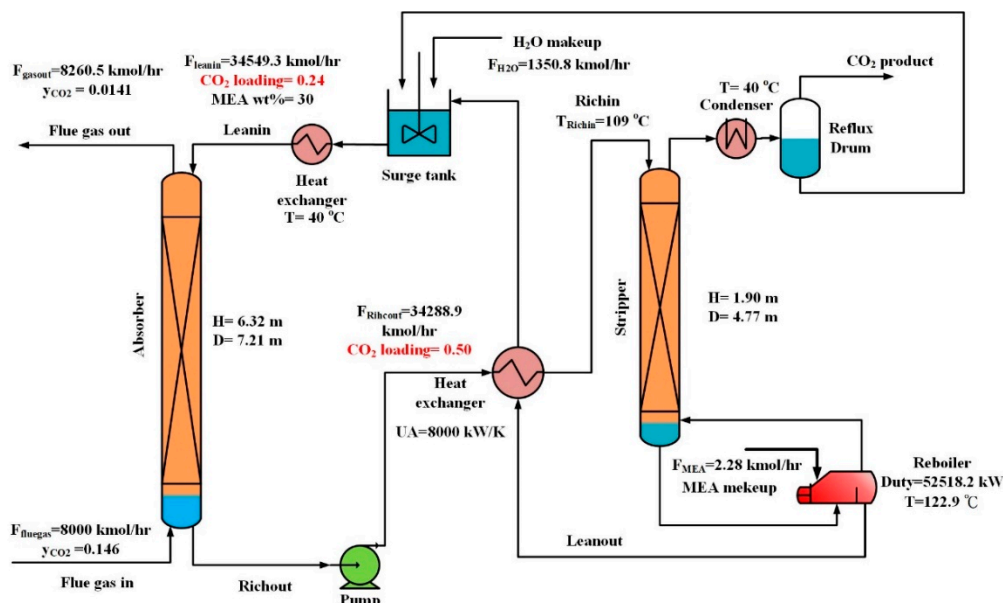 F_gasout=8260.5 kmol/hr
y_CO2 = 0.0141
Flue gas out
F_leanin=34549.3 kmol/hr
CO2 loading= 0.24
MEA wt%= 30
Leanin
Heat
exchanger
T= 40 °C
H2O makeup
F_H2O=1350.8 kmol/hr
Surge tank
Richin
T_Richin=109 °C
T= 40 °C
Condenser
CO2 product
Reflux
Drum
Absorber
H= 6.32 m
D= 7.21 m
F_Rihcout=34288.9
kmol/hr
CO2 loading= 0.50
Heat
exchanger
UA=8000 kW/K
Stripper
H= 1.90 m
D= 4.77 m
F_MEA=2.28 kmol/hr
MEA mekeup
Reboiler
Duty=52518.2 kW
T=122.9 ℃
F_fluegas=8000 kmol/hr
y_CO2 =0.146
Flue gas in
Richout
Pump
Leanout